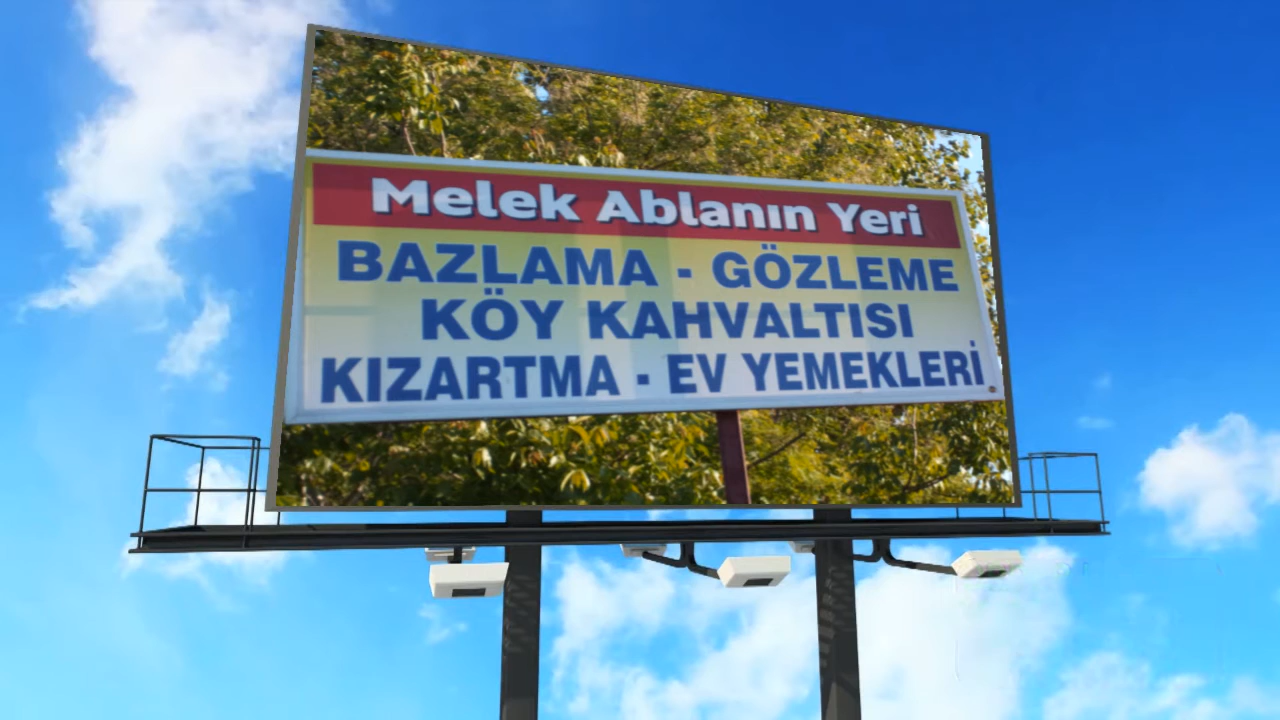 Melek Ablanın Yeri
BAZLAMA - GÖZLEME
KÖY KAHVALTISI
KIZARTMA - EV YEMEKLERİ